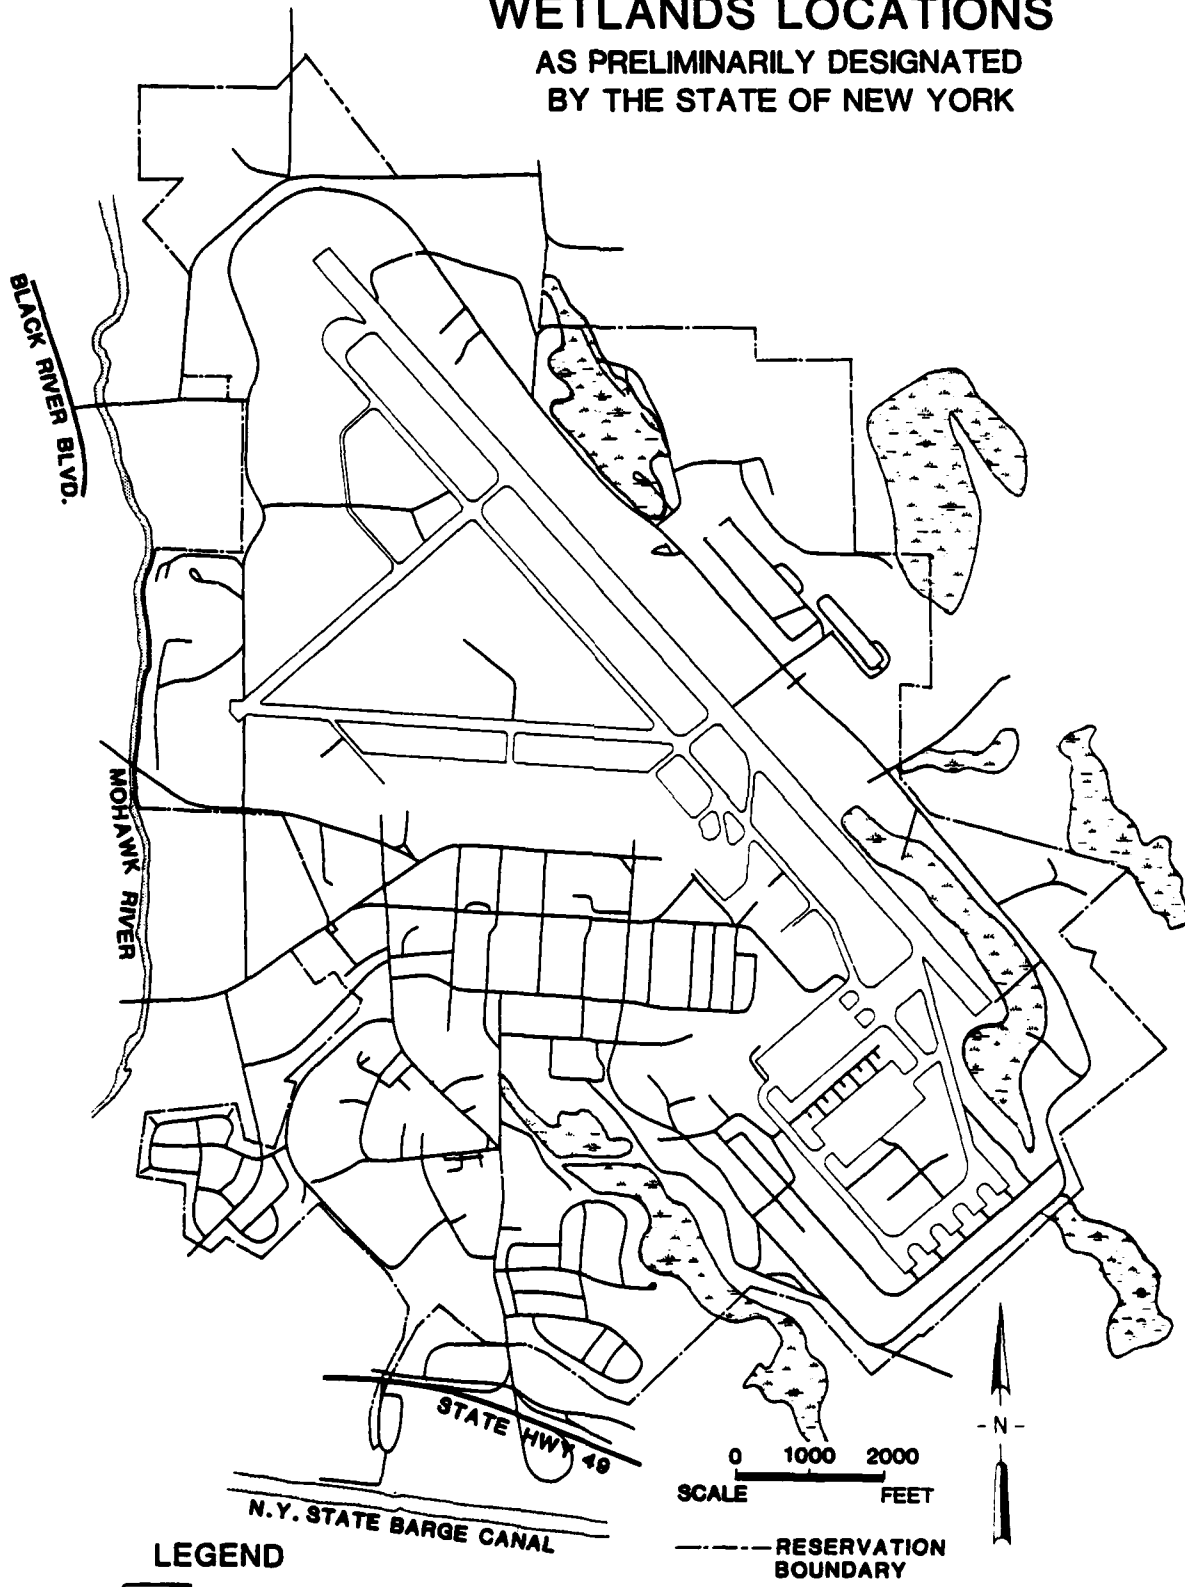 WETLANDS LOCATIONS
AS PRELIMINARILY DESIGNATED
BY THE STATE OF NEW YORK
BLACK RIVER BLVD.
MOHAWK RIVER
STATE HWY 49
N.Y. STATE BARGE CANAL
0 1000 2000
SCALE FEET
-N-
RESERVATION
BOUNDARY
LEGEND